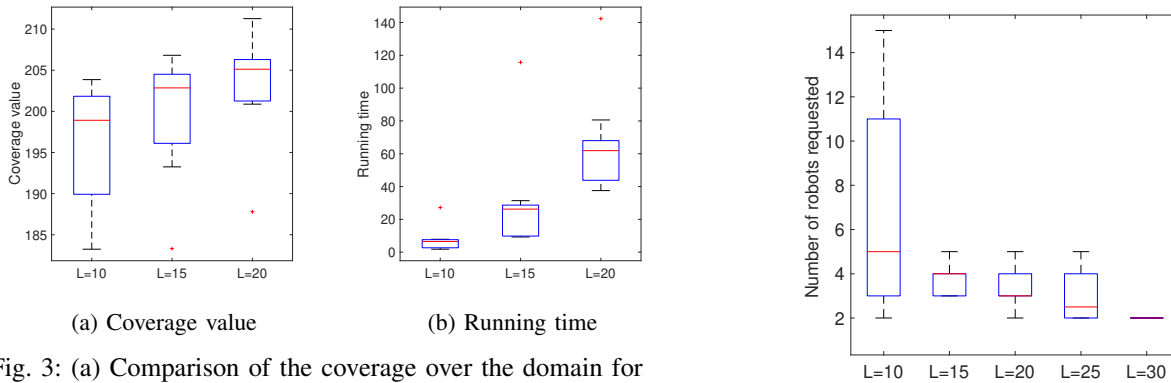 210
205
200
195
190
185
Coverage value
L=10 L=15 L=20
(a) Coverage value
140
120
100
80
60
40
20
0
Running time
L=10 L=15 L=20
(b) Running time
Fig. 3: (a) Comparison of the coverage over the domain for
14
12
10
8
6
4
2
Number of robots requested
L=10 L=15 L=20 L=25 L=30